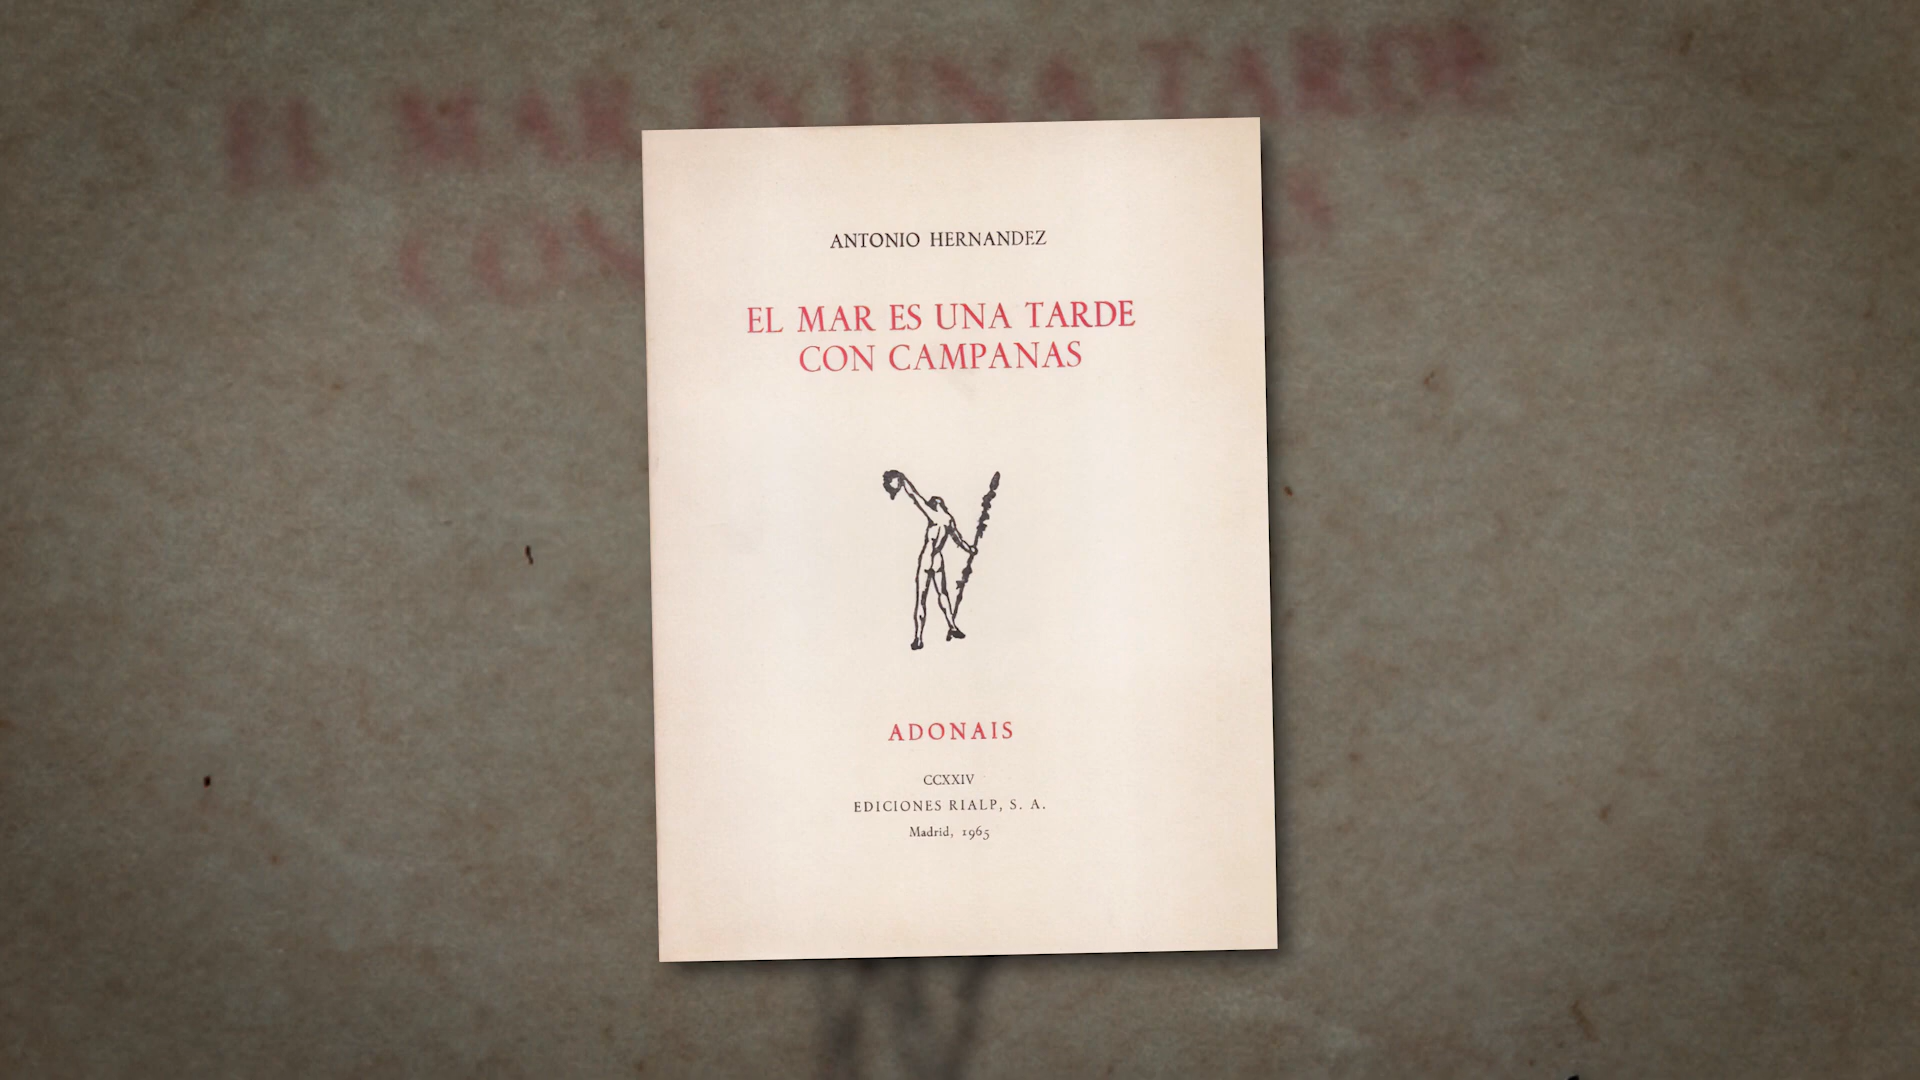 ANTONIO HERNANDEZ
EL MAR ES UNA TARDE
CON CAMPANAS
ADONAIS
CCXXIV
EDICIONES RIALP, S. A.
Madrid, 1965